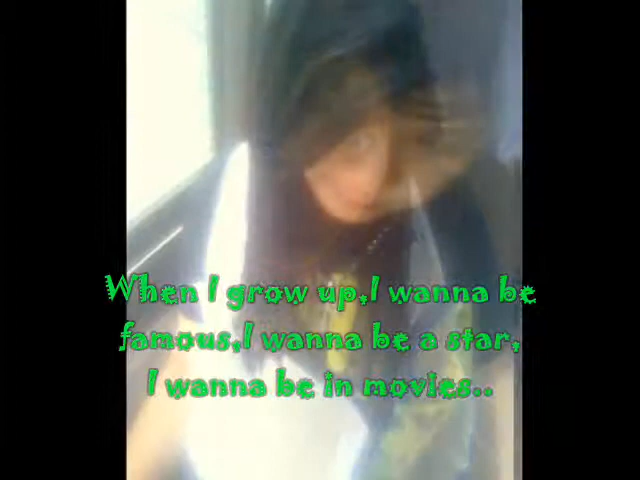 When I grow up,I wanna be
famous,I wanna be a star,
I wanna be in movies..